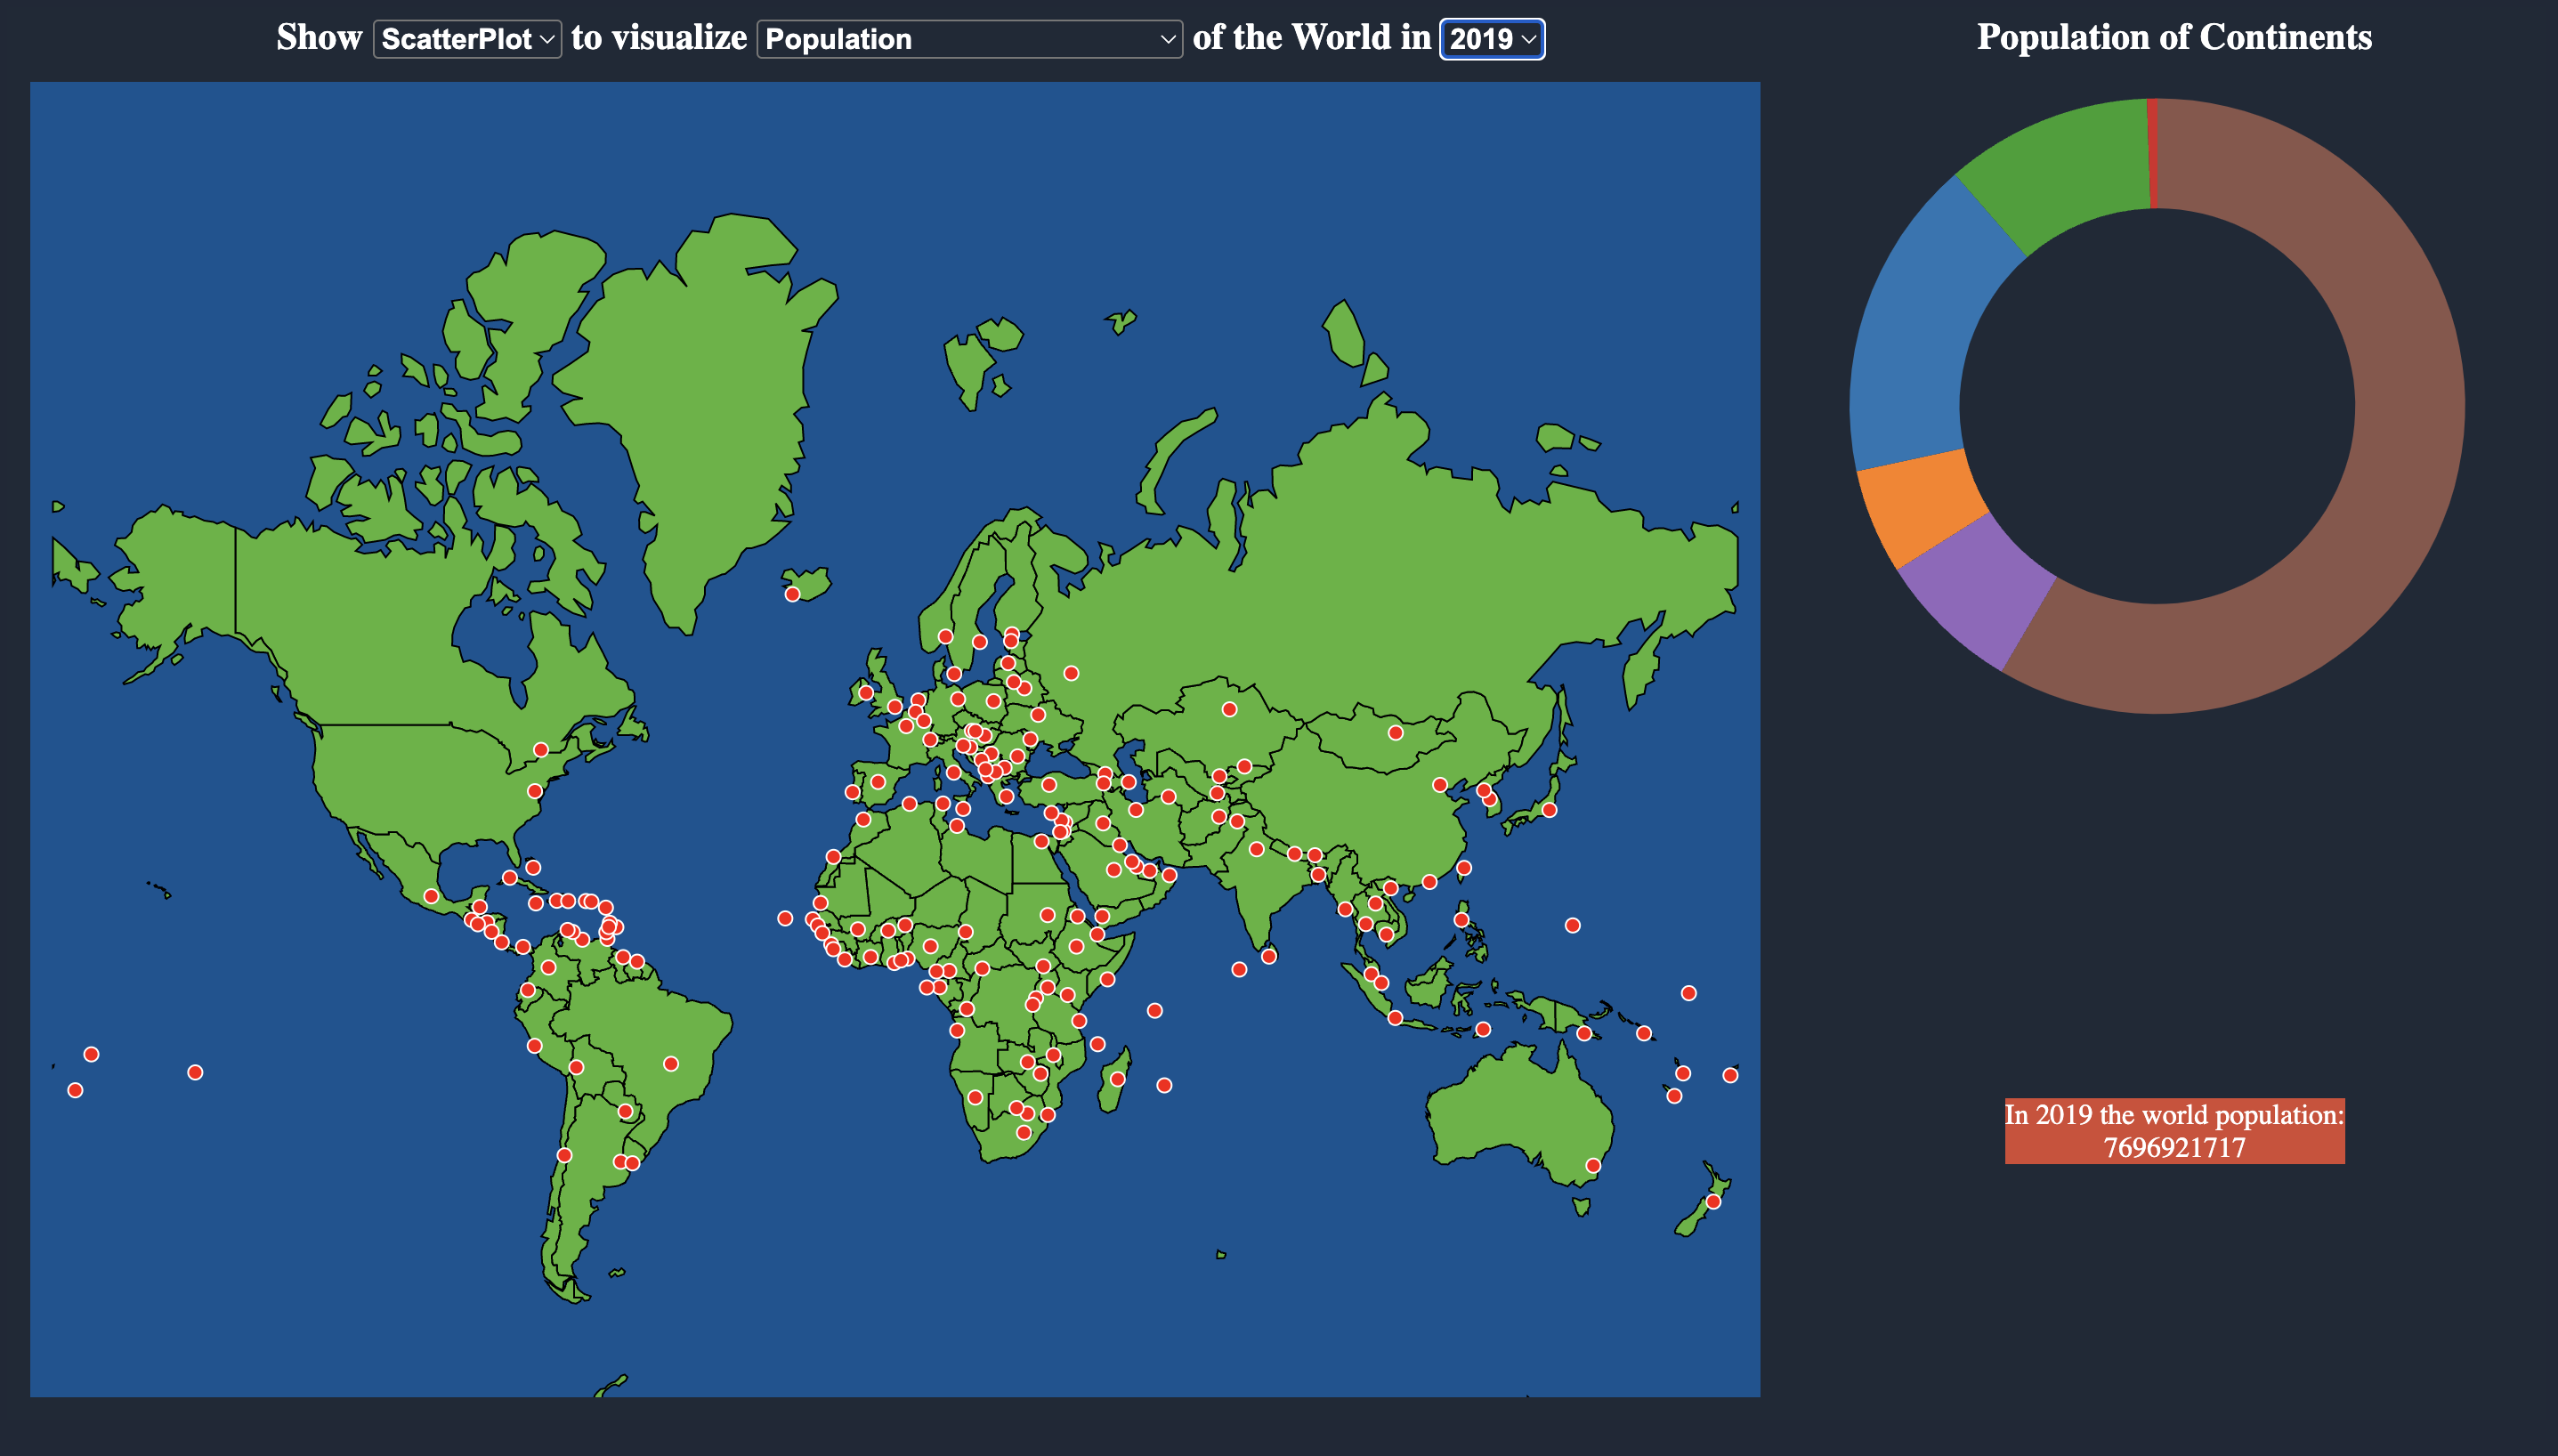 Show ScatterPlot to visualize Population of the World in 2019
Population of Continents
In 2019 the world population:
7696921717